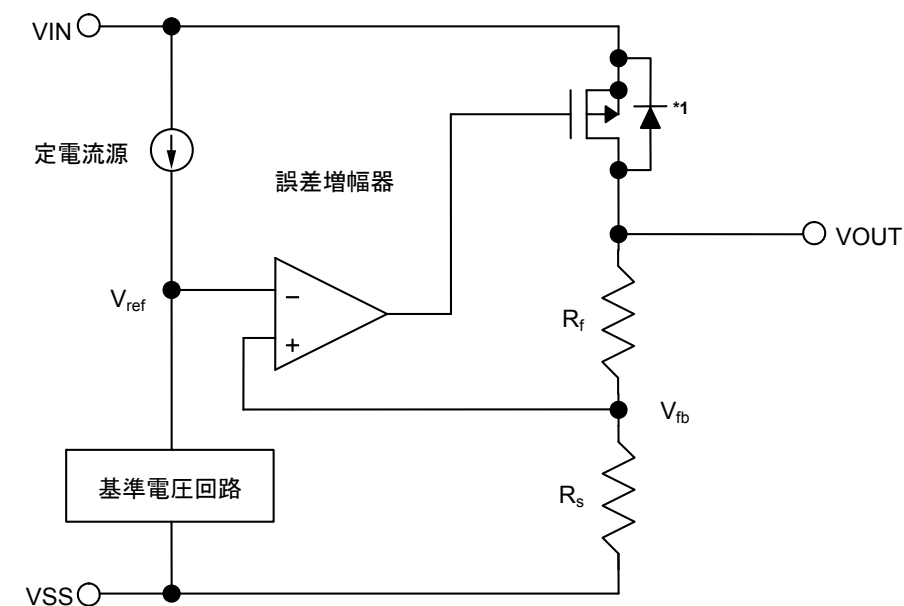 VIN
*1
定電流源
誤差増幅器
VOUT
Vref
−
+
Rf
Vfb
基準電圧回路
Rs
VSS